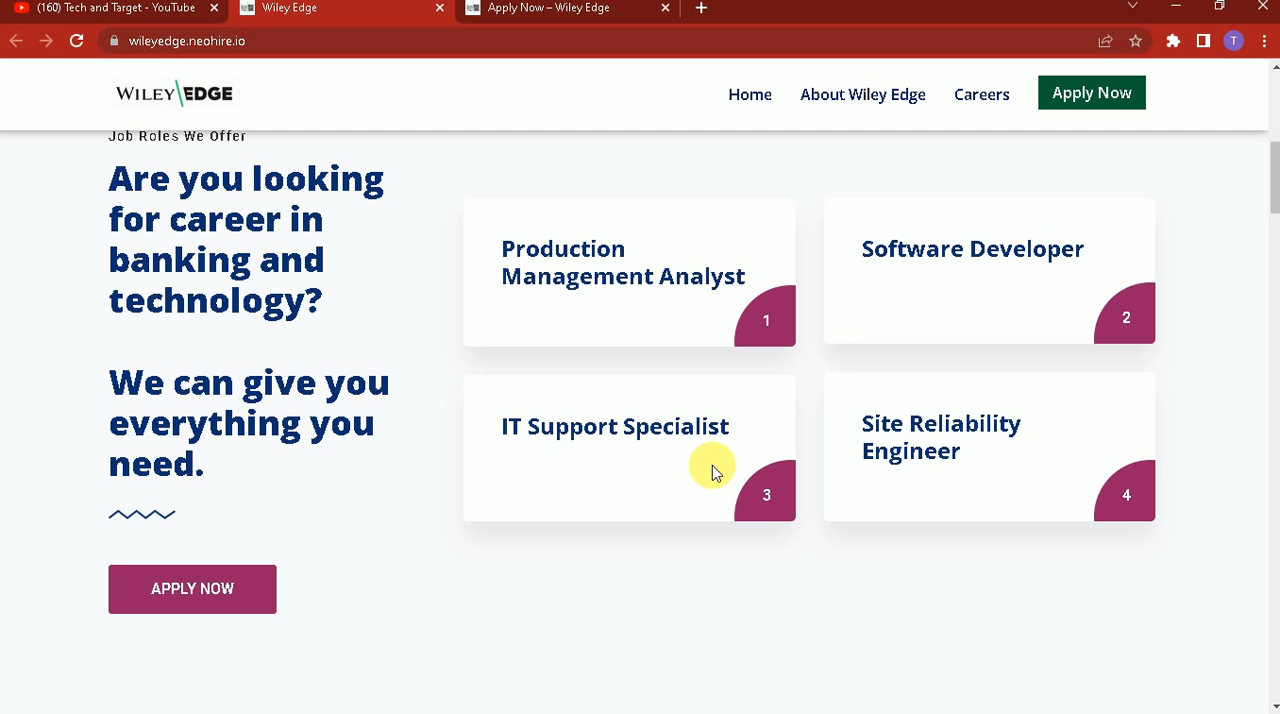 (160) Tech and Target - YouTube
Wiley Edge
Apply Now – Wiley Edge
wileyedge.neohire.io
T
WILEY EDGE
Home
About Wiley Edge
Careers
Apply Now
Job Roles We Offer
Are you looking
for career in
banking and
technology?
We can give you
everything you
need.
APPLY NOW
Production
Management Analyst
1
Software Developer
2
IT Support Specialist
3
Site Reliability
Engineer
4